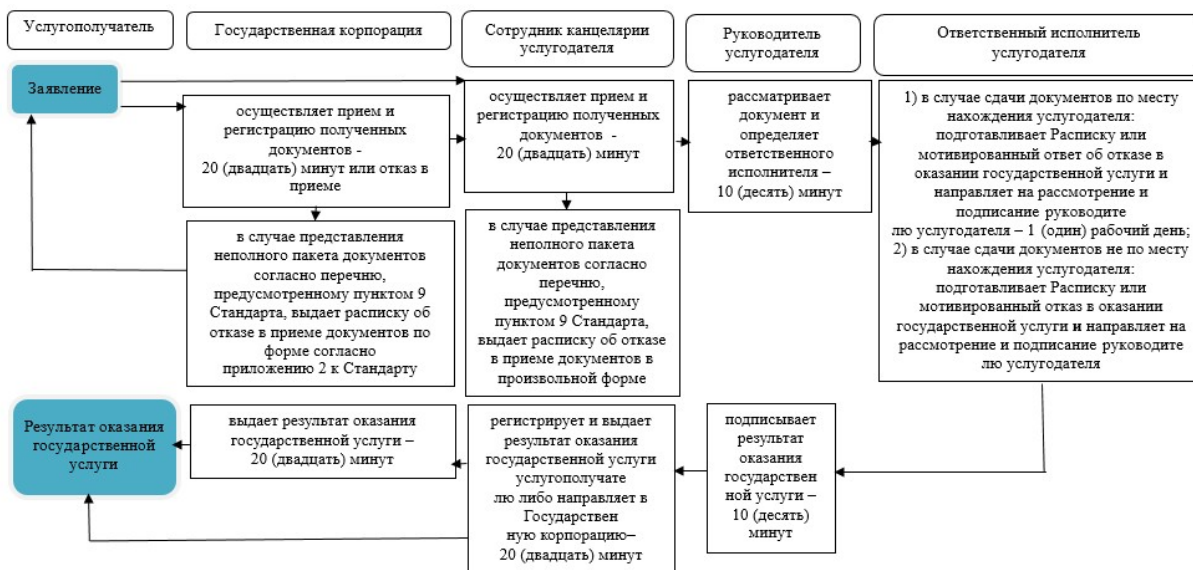 Услугополучатель
Государственная корпорация
Сотрудник канцелярии
услугодателя
Руководитель
услугодателя
Ответственный исполнитель
услугодателя
Заявление
осуществляет прием и
регистрацию полученных
документов -
20 (двадцать) минут или отказ в
приеме
осуществляет прием и
регистрацию полученных
документов -
20 (двадцать) минут
рассматривает
документ и
определяет
ответственного
исполнителя –
10 (десять) минут
1) в случае сдачи документов по месту
нахождения услугодателя:
подготавливает Расписку или
мотивированный ответ об отказе в
оказании государственной услуги и
направляет на рассмотрение и
подписание руководите
лю услугодателя – 1 (один) рабочий день;
2) в случае сдачи документов не по месту
нахождения услугодателя:
подготавливает Расписку или
мотивированный отказ в оказании
государственной услуги и направляет на
рассмотрение и подписание руководите
лю услугодателя
в случае представления
неполного пакета документов
согласно перечню,
предусмотренному пунктом 9
Стандарта, выдает расписку об
отказе в приеме документов по
форме согласно
приложению 2 к Стандарту
в случае представления
неполного пакета
документов согласно
перечню,
предусмотренному
пунктом 9 Стандарта,
выдает расписку об отказе
в приеме документов в
произвольной форме
Результат оказания
государственной
услуги
выдает результат оказания
государственной услуги –
20 (двадцать) минут
регистрирует и выдает
результат оказания
государственной услуги
услугополучате
лю либо направляет в
Государствен
ную корпорацию–
20 (двадцать) минут
подписывает
результат
оказания
государствен
ной услуги –
10 (десять)
минут